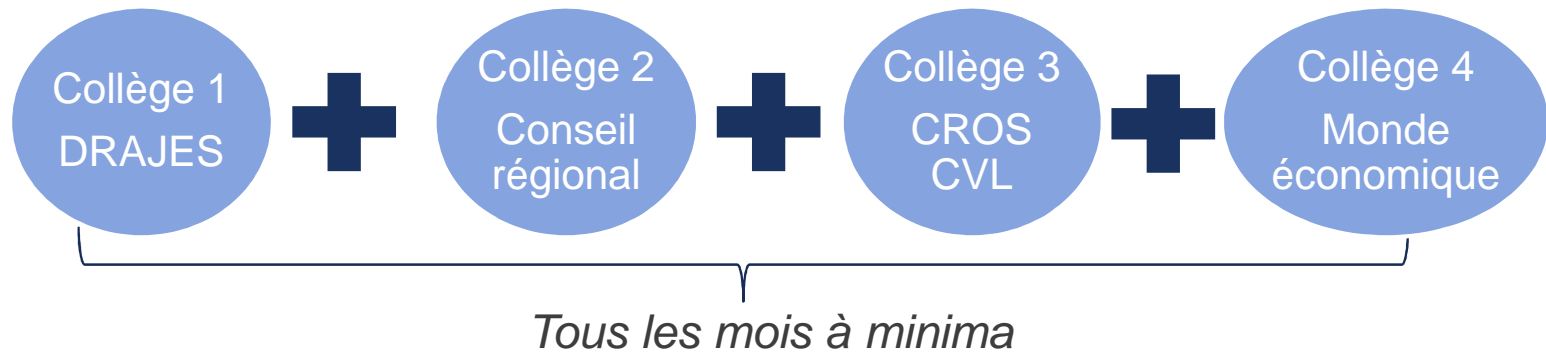 Collège 1
DRAJES
Collège 2
Conseil
régional
Collège 3
CROS
CVL
Collège 4
Monde
économique
Tous les mois à minima